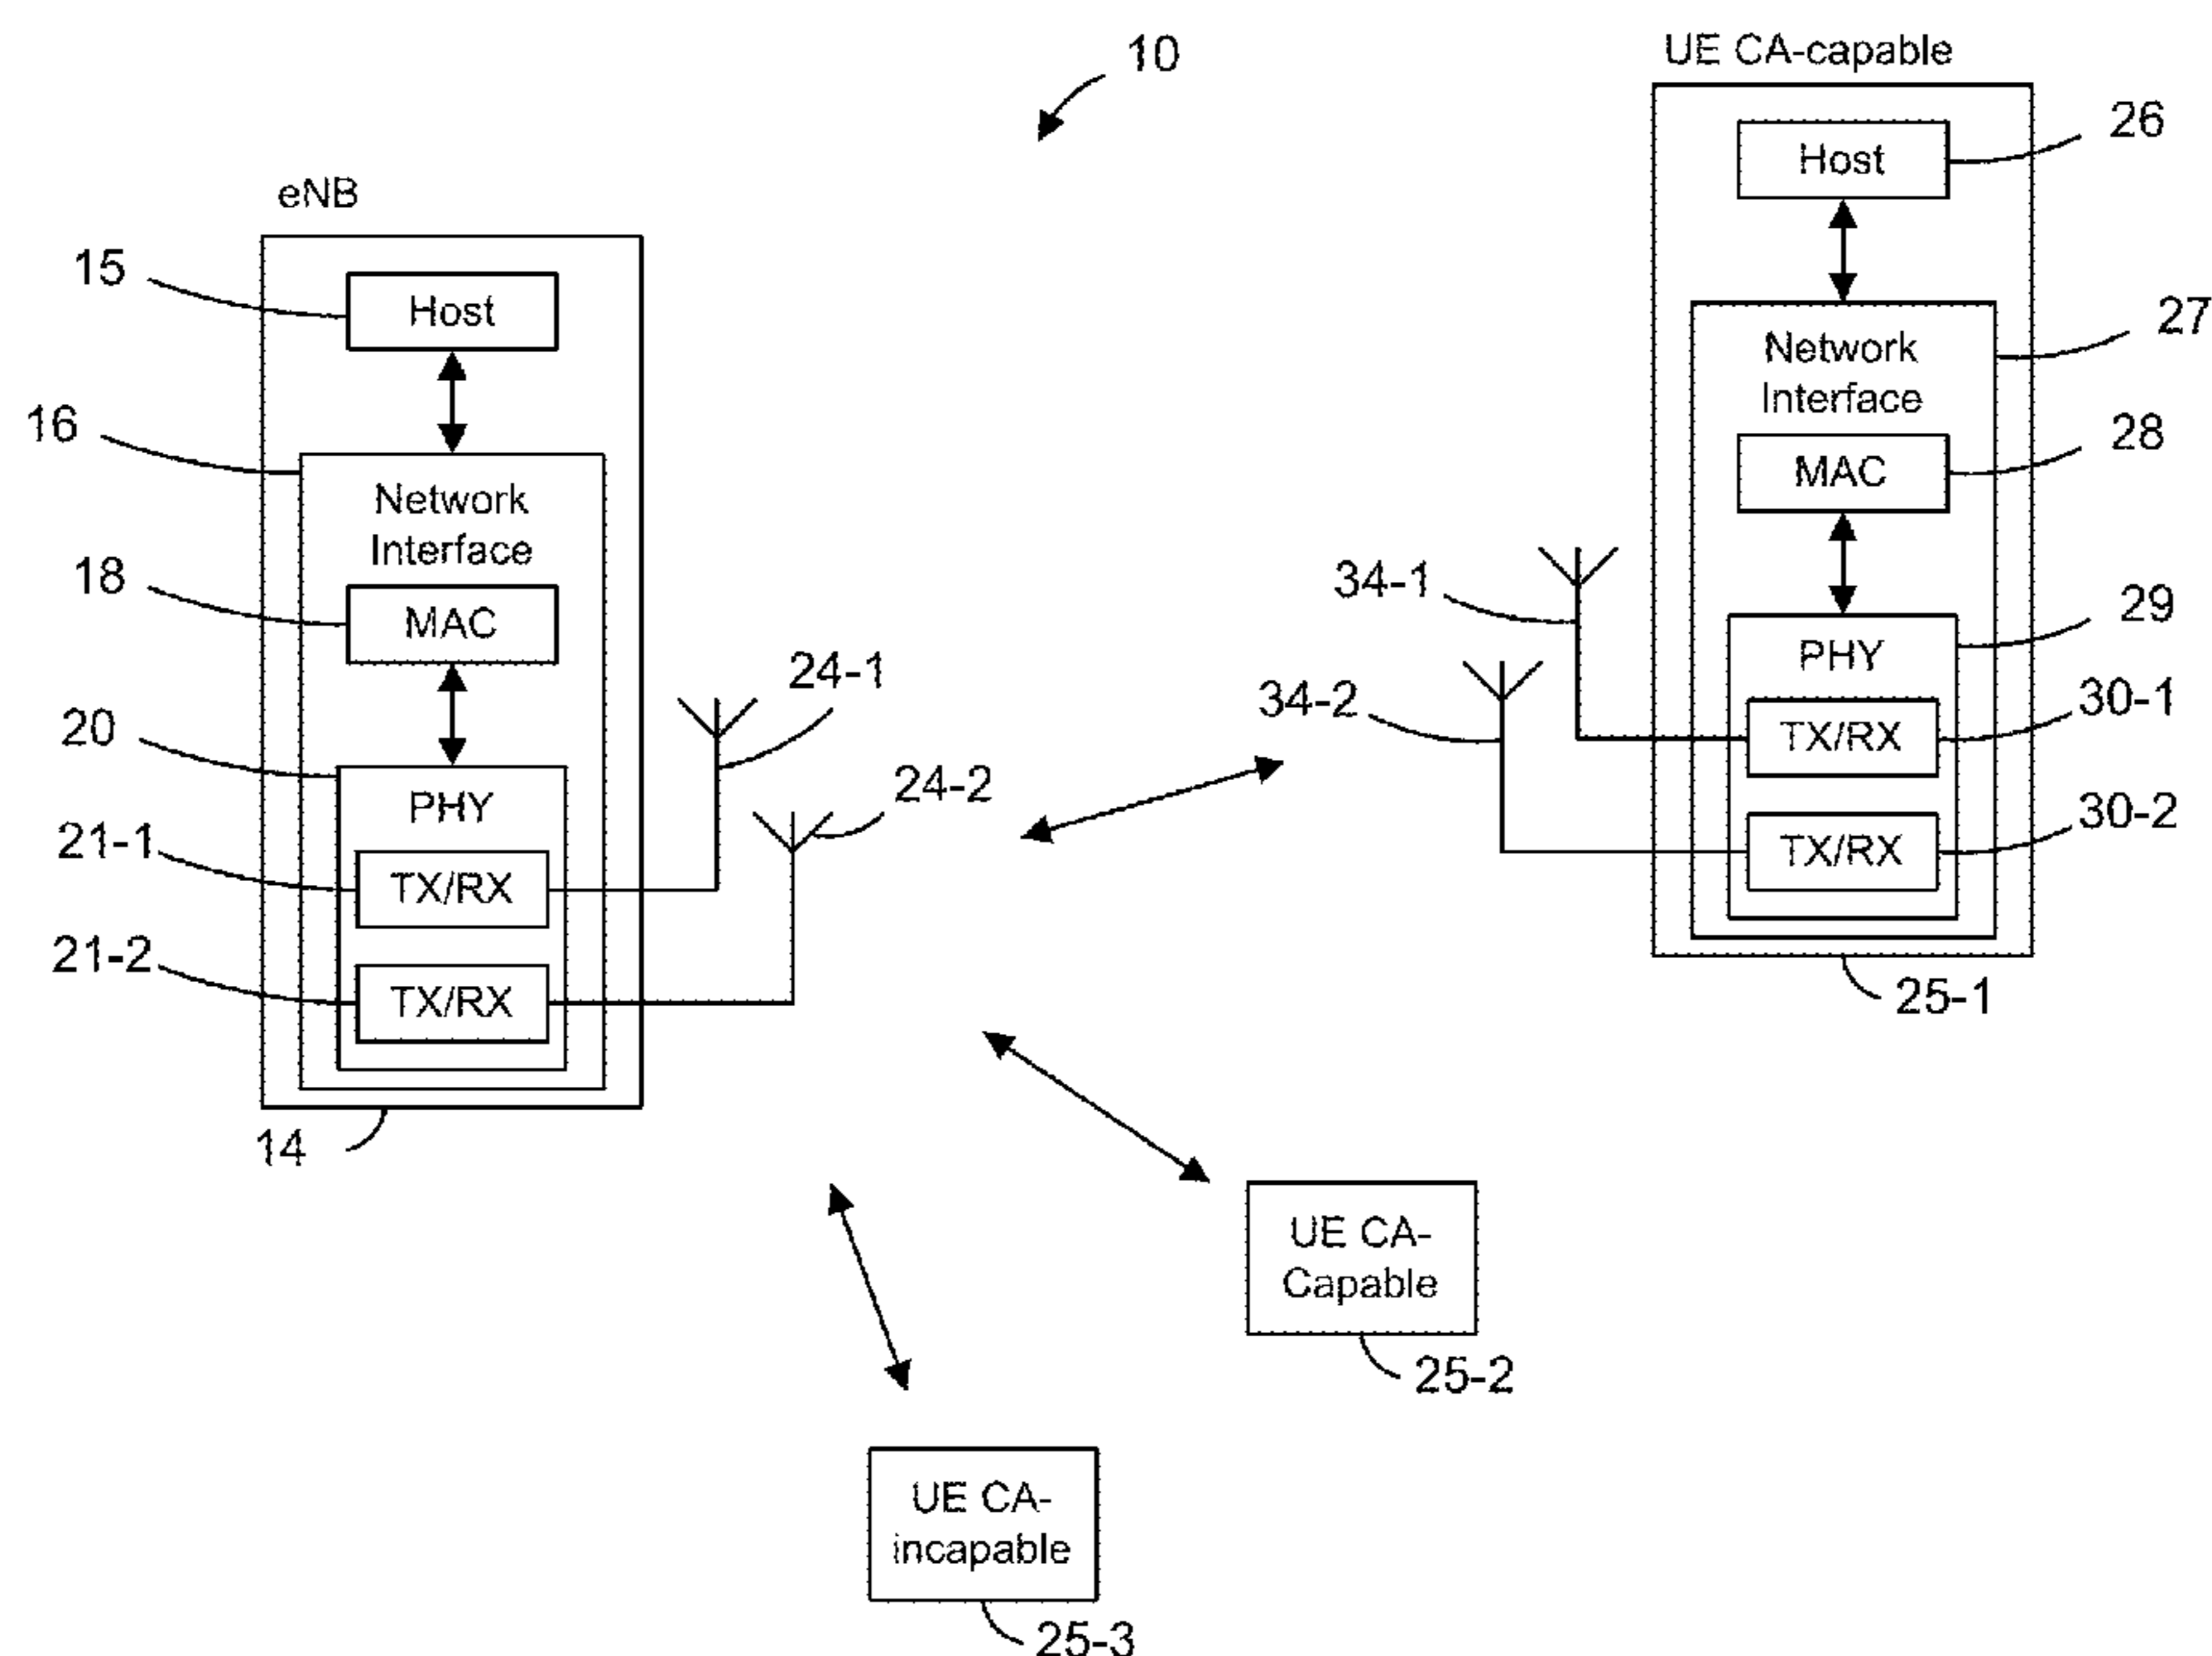 10
UE CA-capable
26
Host
eNB
15
Host
27
Network
Interface
16
28
MAC
Network
Interface
18
MAC
34-1
29
PHY
24-1
34-2
30-1
TX/RX
20
PHY
24-2
30-2
TX/RX
21-1
TX/RX
21-2
TX/RX
25-1
14
UE CA-
Capable
25-2
UE CA-
incapable
25-3